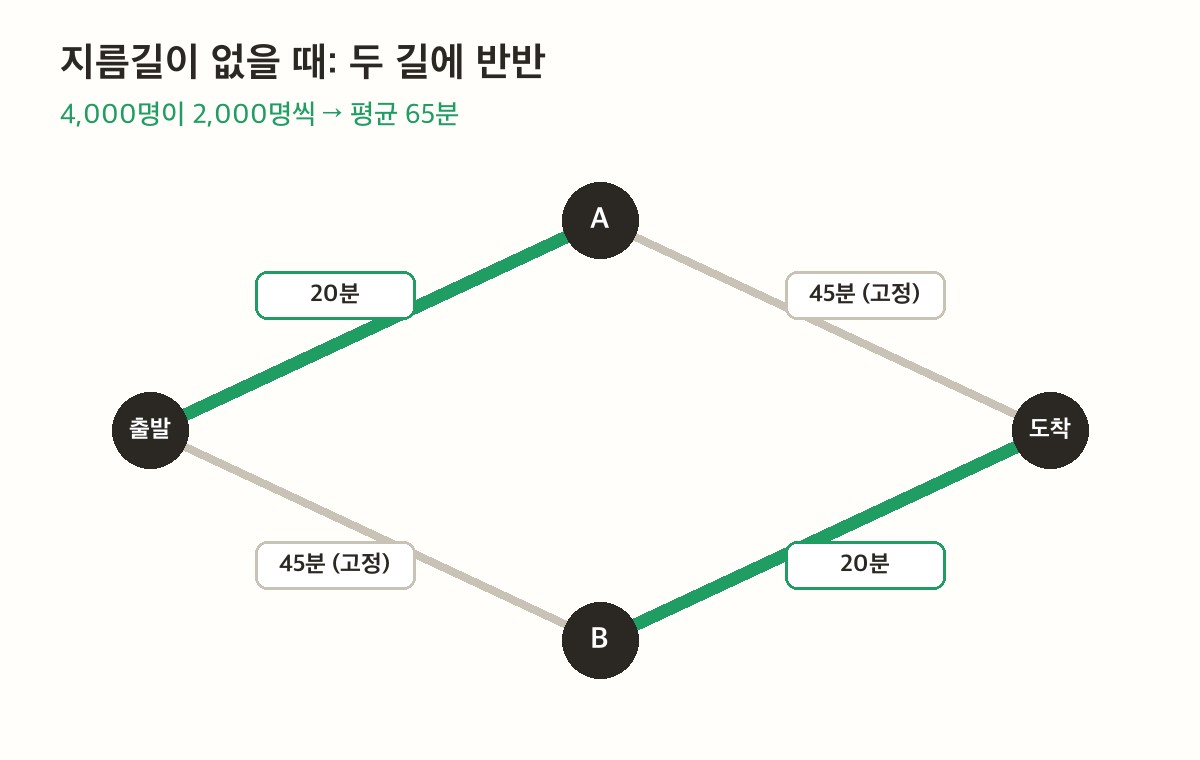 지름길이 없을 때: 두 길에 반반
4,000명이 2,000명씩 → 평균 65분
A
20분
45분 (고정)
출발
도착
45분 (고정)
20분
B